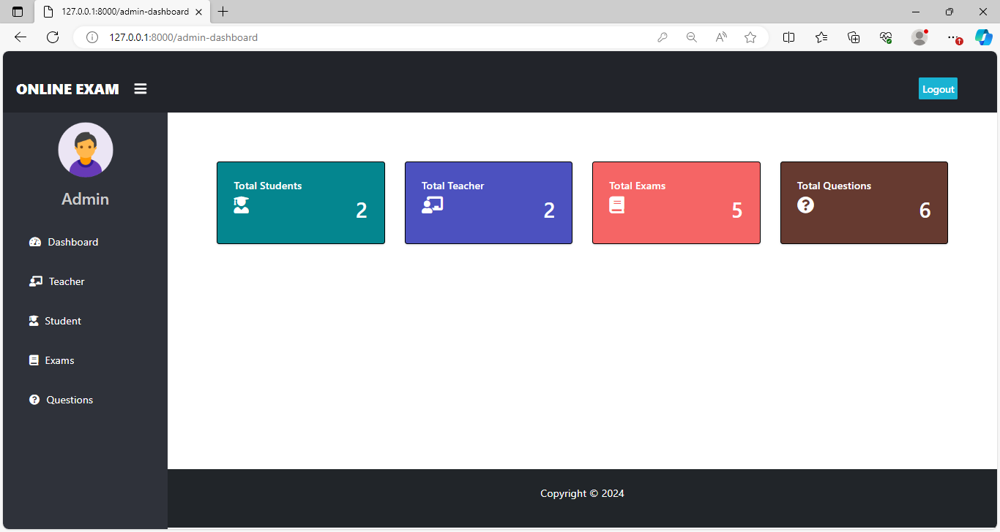 127.0.0.1:8000/admin-dashboard
127.0.0.1:8000/admin-dashboard
ONLINE EXAM
Logout
Admin
Dashboard
Teacher
Student
Exams
Questions
Total Students
2
Total Teacher
2
Total Exams
5
Total Questions
6
Copyright © 2024